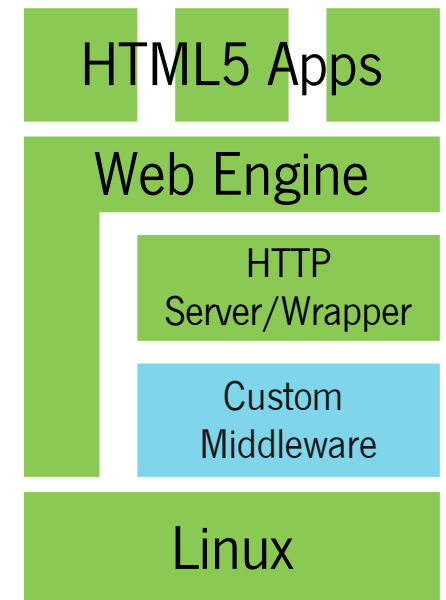 HTML5 Apps
Web Engine
HTTP
Server/Wrapper
Custom
Middleware
Linux